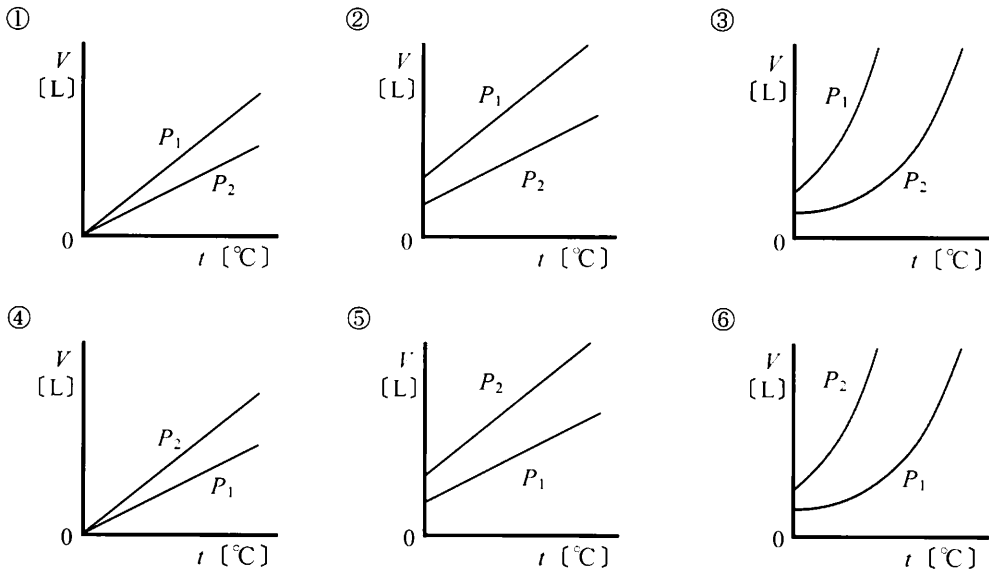 ① ② ③
V
[L]
P₁
P₂
0
t [℃]
V
[L]
P₁
P₂
0
t [℃]
V
[L]
P₁
P₂
0
t [℃]
④ ⑤ ⑥
V
[L]
P₂
P₁
0
t [℃]
V
[L]
P₂
P₁
0
t [℃]
V
[L]
P₂
P₁
0
t [℃]